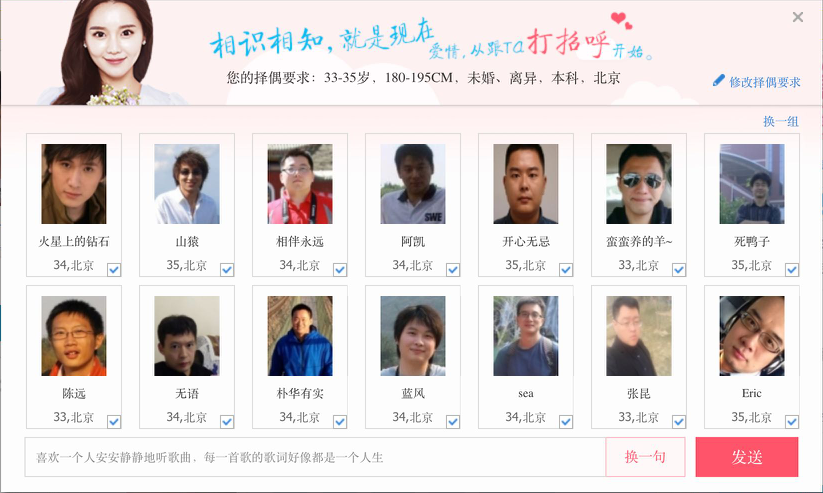 相识相知,就是现在
爱情,从跟TA打招呼开始。
您的择偶要求：33-35岁，180-195CM，未婚、离异，本科，北京
修改择偶要求
换一组
火星上的钻石 山猿 相伴永远 阿凯 开心无忌 蛮蛮养的羊~ 死鸭子
34,北京 35,北京 34,北京 34,北京 35,北京 33,北京 35,北京
陈远 无语 朴华有实 蓝风 sea 张昆 Eric
33,北京 34,北京 34,北京 34,北京 34,北京 33,北京 35,北京
喜欢一个人安安静静地听歌曲，每一首歌的歌词好像都是一个人生 换一句 发送